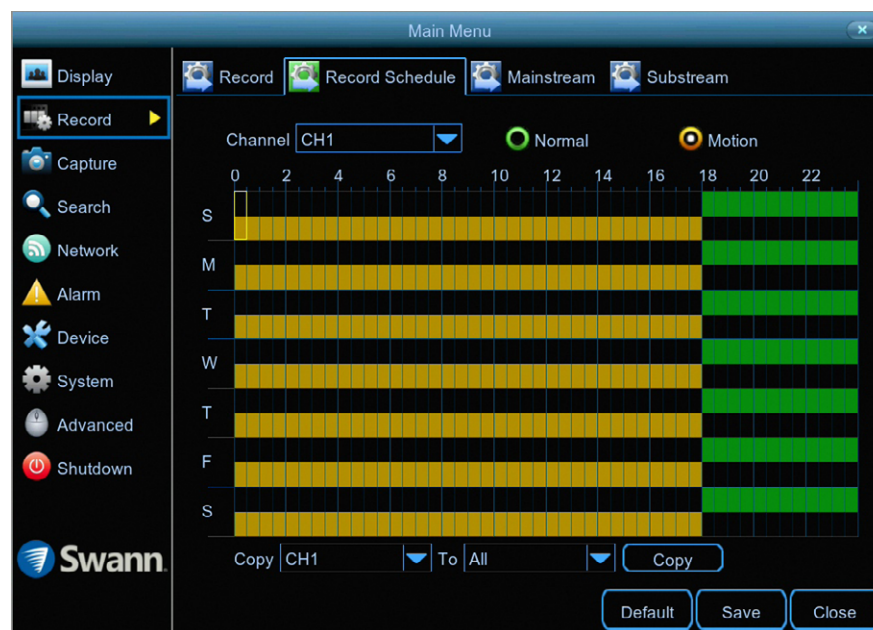 Main Menu
Display
Record
Capture
Search
Network
Alarm
Device
System
Advanced
Shutdown
Swann
Record
Record Schedule
Mainstream
Substream
Channel CH1
Normal
Motion
0 2 4 6 8 10 12 14 16 18 20 22
S
M
T
W
T
F
S
Copy CH1 To All Copy
Default Save Close